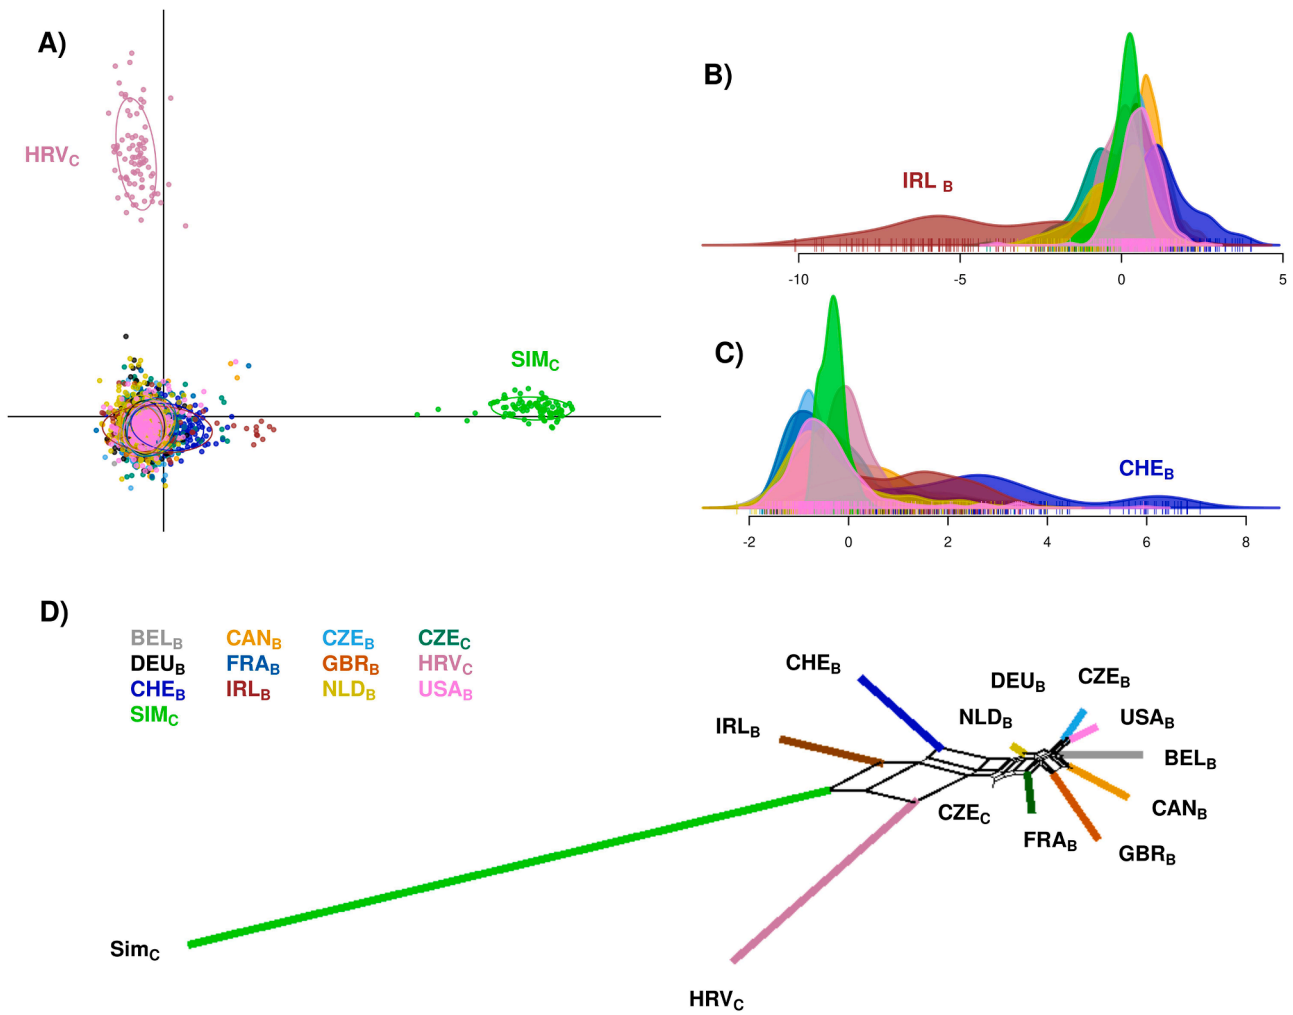 A)
HRVC
SIMC
B)
IRL B
-10 -5 0 5
C)
CHEB
-2 0 2 4 6 8
D)
BELB CANB CZEB CZEC
DEUB FRAB GBRB HRVC
CHEB IRLB NLDB USAB
SIMC
CHEB
DEUB
CZEB
NLDB
USAB
IRLB
BELB
CZEC
CANB
FRAB
GBRB
SimC
HRVC